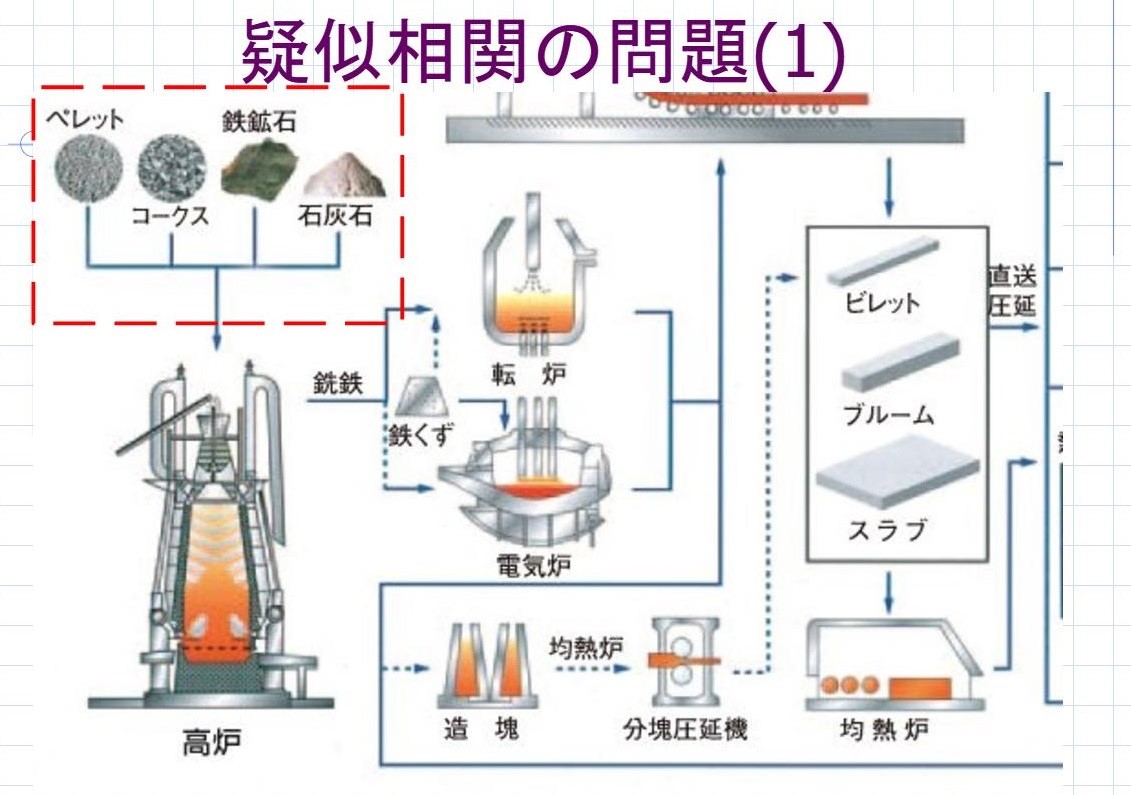 疑似相関の問題(1)
ペレット
鉄鉱石
コークス
石灰石
転 炉
銑鉄
鉄くず
電気炉
高炉
造 塊
均熱炉
分塊圧延機
ビレット
ブルーム
スラブ
直送
圧延
均熱炉